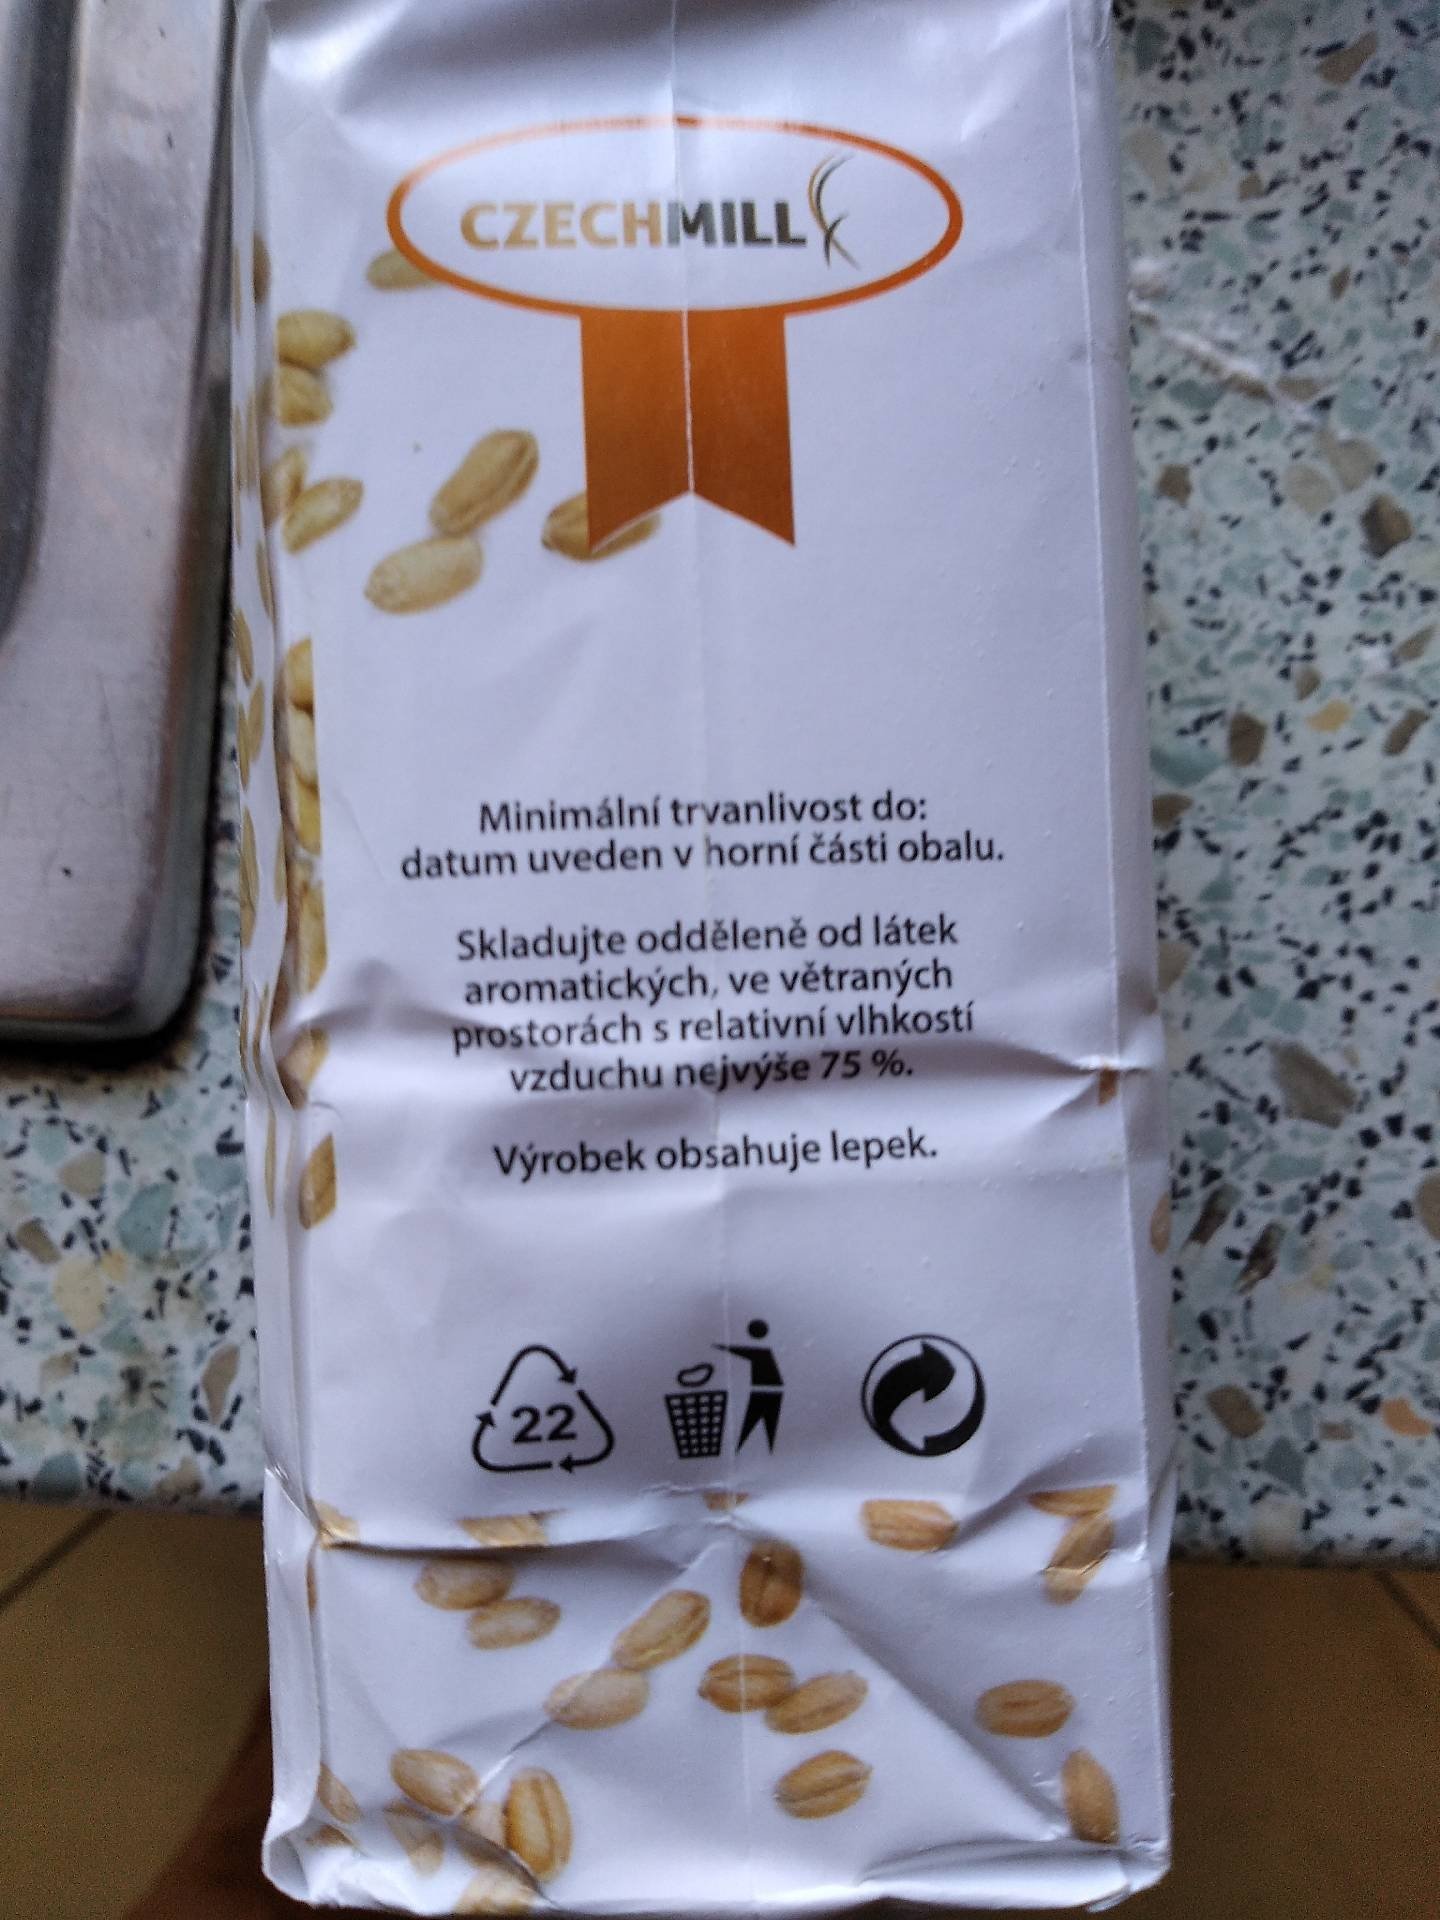 CZECHMILL
Minimální trvanlivost do:
datum uveden v horní části obalu.
Skladujte odděleně od látek
aromatických, ve větraných
prostorách s relativní vlhkostí
vzduchu nejvýše 75 %.
Výrobek obsahuje lepek.
22